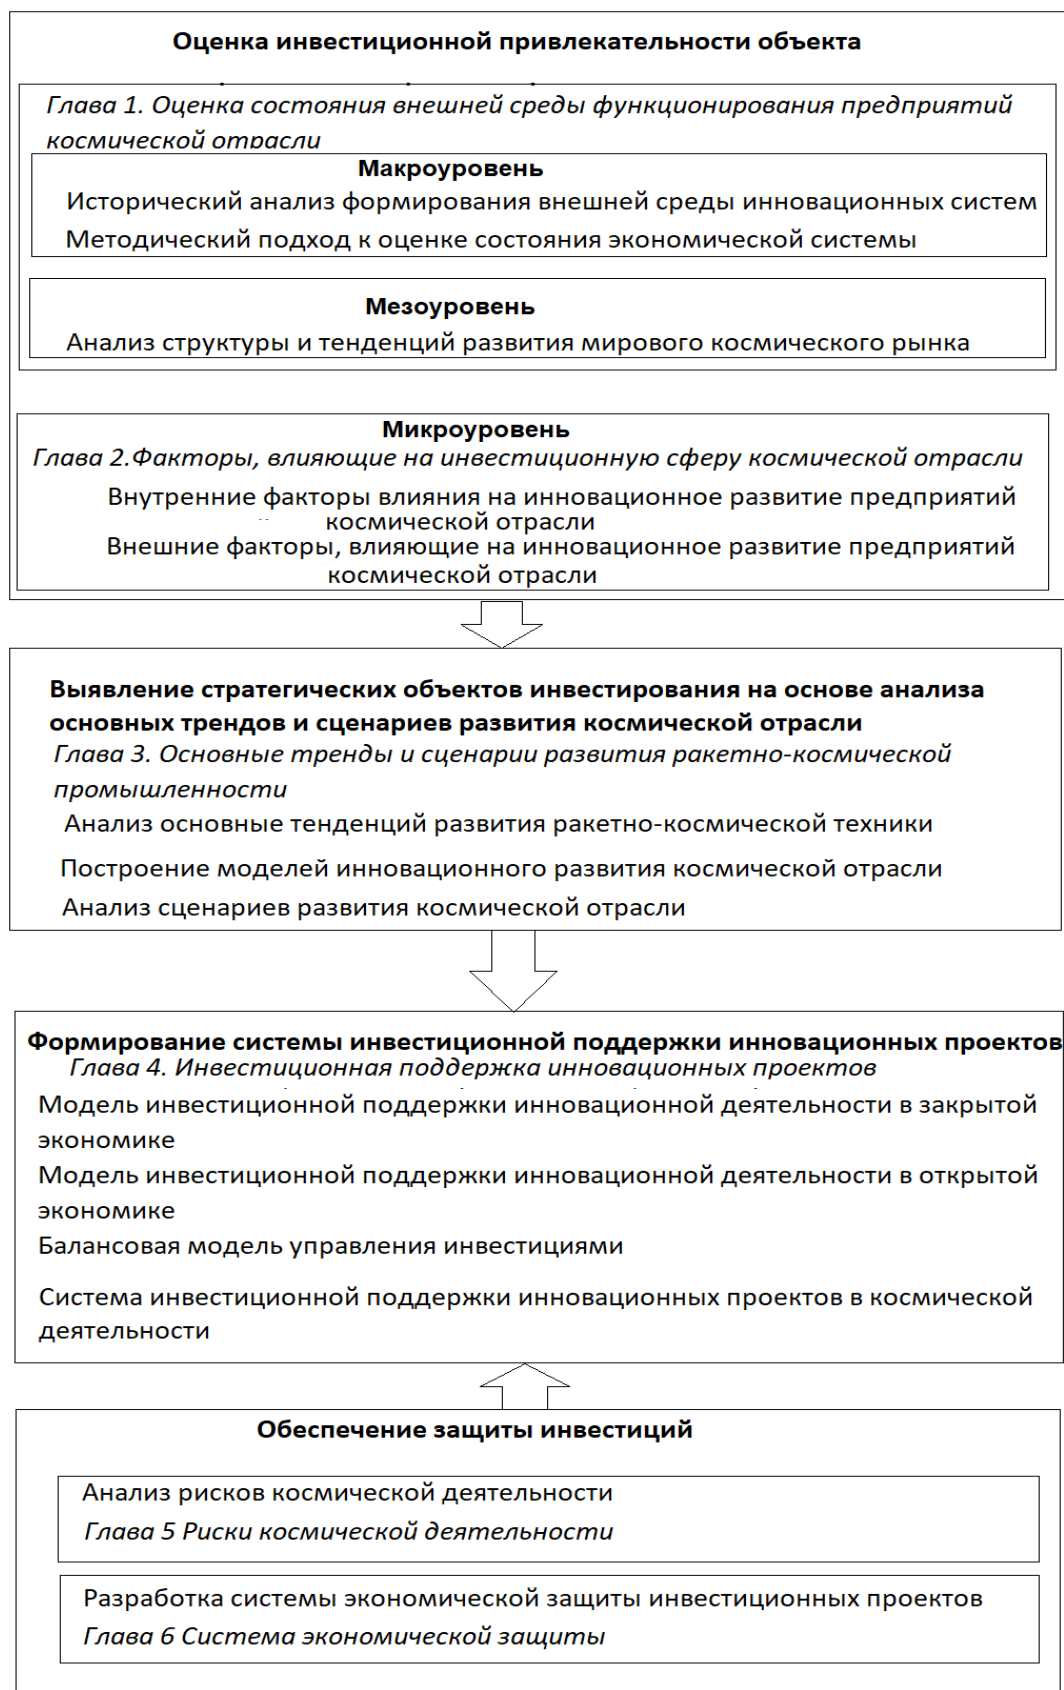 Оценка инвестиционной привлекательности объекта
Глава 1. Оценка состояния внешней среды функционирования предприятий
космической отрасли
Макроуровень
Исторический анализ формирования внешней среды инновационных систем
Методический подход к оценке состояния экономической системы
Мезоуровень
Анализ структуры и тенденций развития мирового космического рынка
Микроуровень
Глава 2.Факторы, влияющие на инвестиционную сферу космической отрасли
Внутренние факторы влияния на инновационное развитие предприятий
космической отрасли
Внешние факторы, влияющие на инновационное развитие предприятий
космической отрасли
Выявление стратегических объектов инвестирования на основе анализа
основных трендов и сценариев развития космической отрасли
Глава 3. Основные тренды и сценарии развития ракетно-космической
промышленности
Анализ основные тенденций развития ракетно-космической техники
Построение моделей инновационного развития космической отрасли
Анализ сценариев развития космической отрасли
Формирование системы инвестиционной поддержки инновационных проектов
Глава 4. Инвестиционная поддержка инновационных проектов
Модель инвестиционной поддержки инновационной деятельности в закрытой
экономике
Модель инвестиционной поддержки инновационной деятельности в открытой
экономике
Балансовая модель управления инвестициями
Система инвестиционной поддержки инновационных проектов в космической
деятельности
Обеспечение защиты инвестиций
Анализ рисков космической деятельности
Глава 5 Риски космической деятельности
Разработка системы экономической защиты инвестиционных проектов
Глава 6 Система экономической защиты